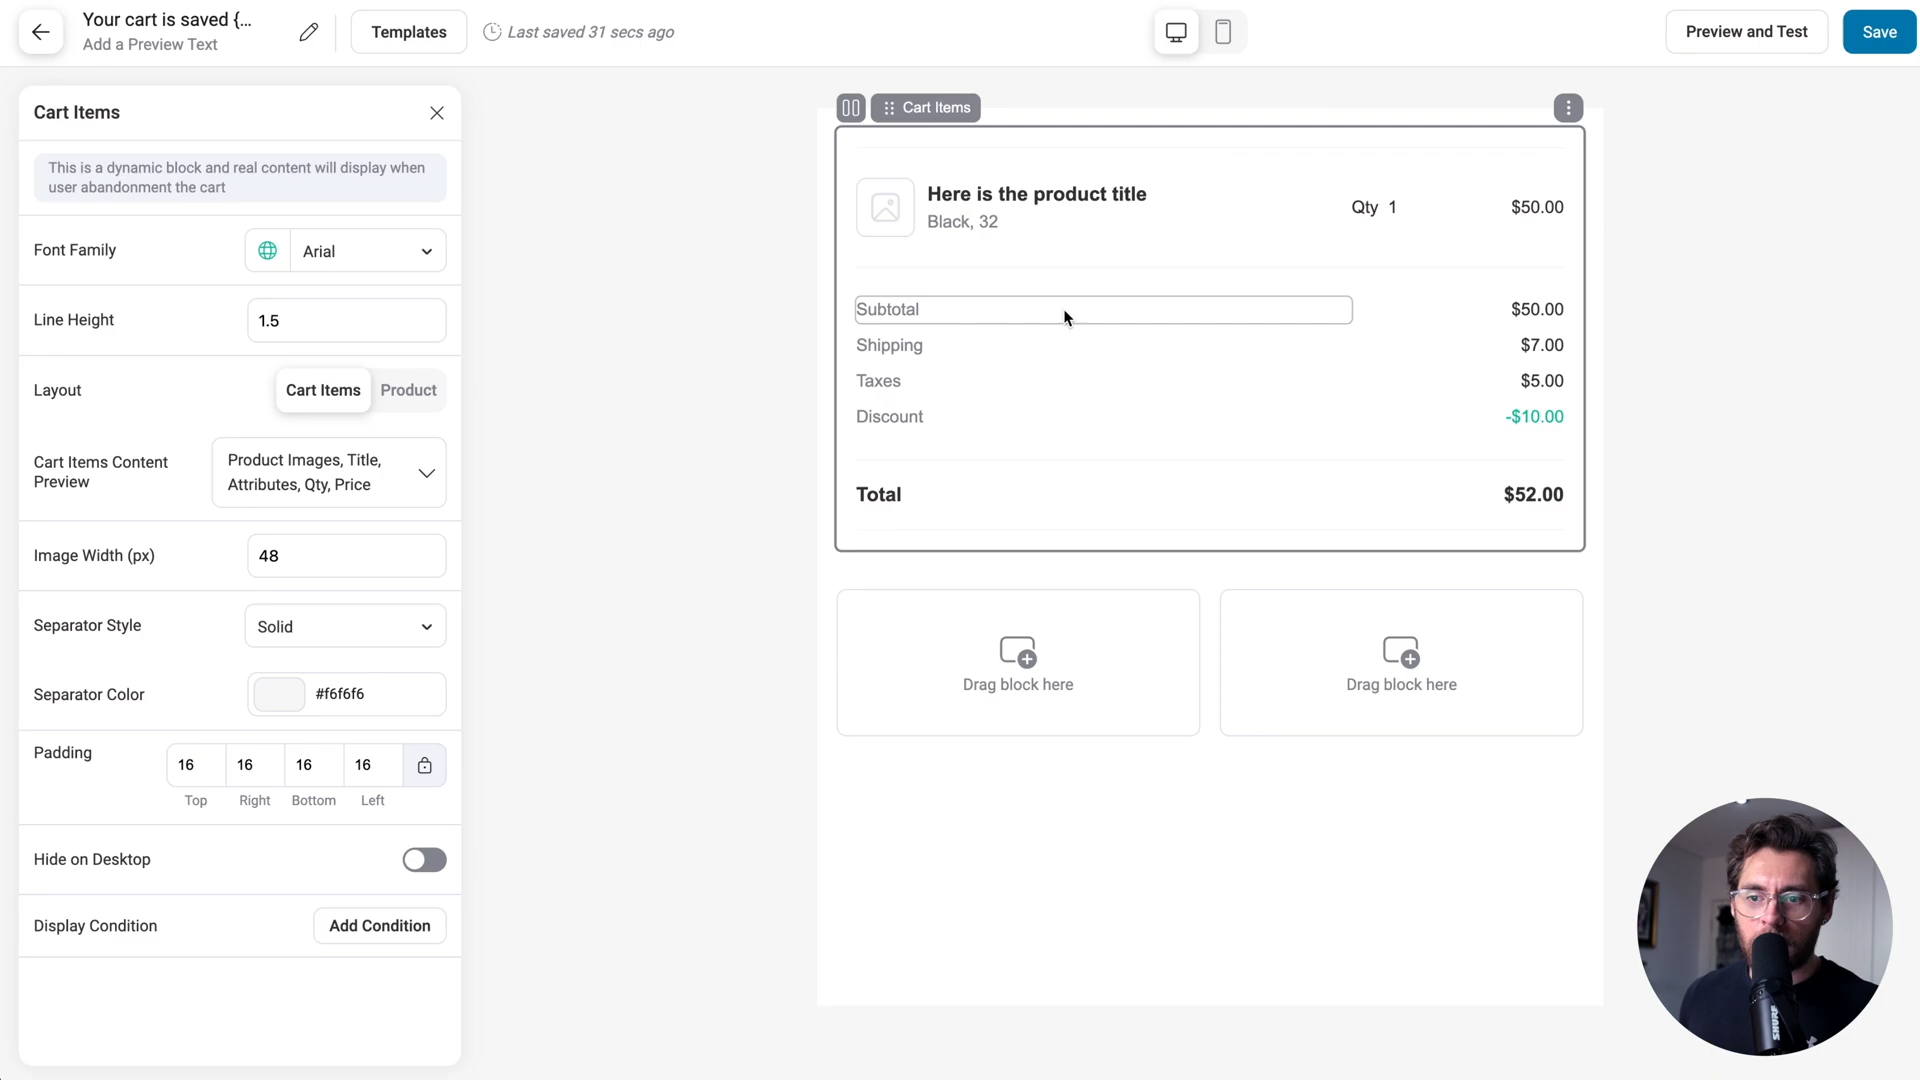 Your cart is saved {...
Add a Preview Text
Templates
Last saved 31 secs ago
Preview and Test
Save
Cart Items
This is a dynamic block and real content will display when
user abandonment the cart
Font Family
Arial
Line Height
1.5
Layout
Cart Items
Product
Cart Items Content
Preview
Product Images, Title,
Attributes, Qty, Price
Image Width (px)
48
Separator Style
Solid
Separator Color
#f6f6f6
Padding
16
16
16
16
Top
Right
Bottom
Left
Hide on Desktop
Display Condition
Add Condition
Cart Items
Here is the product title
Black, 32
Qty 1
$50.00
Subtotal
$50.00
Shipping
$7.00
Taxes
$5.00
Discount
-$10.00
Total
$52.00
Drag block here
Drag block here
SHURE